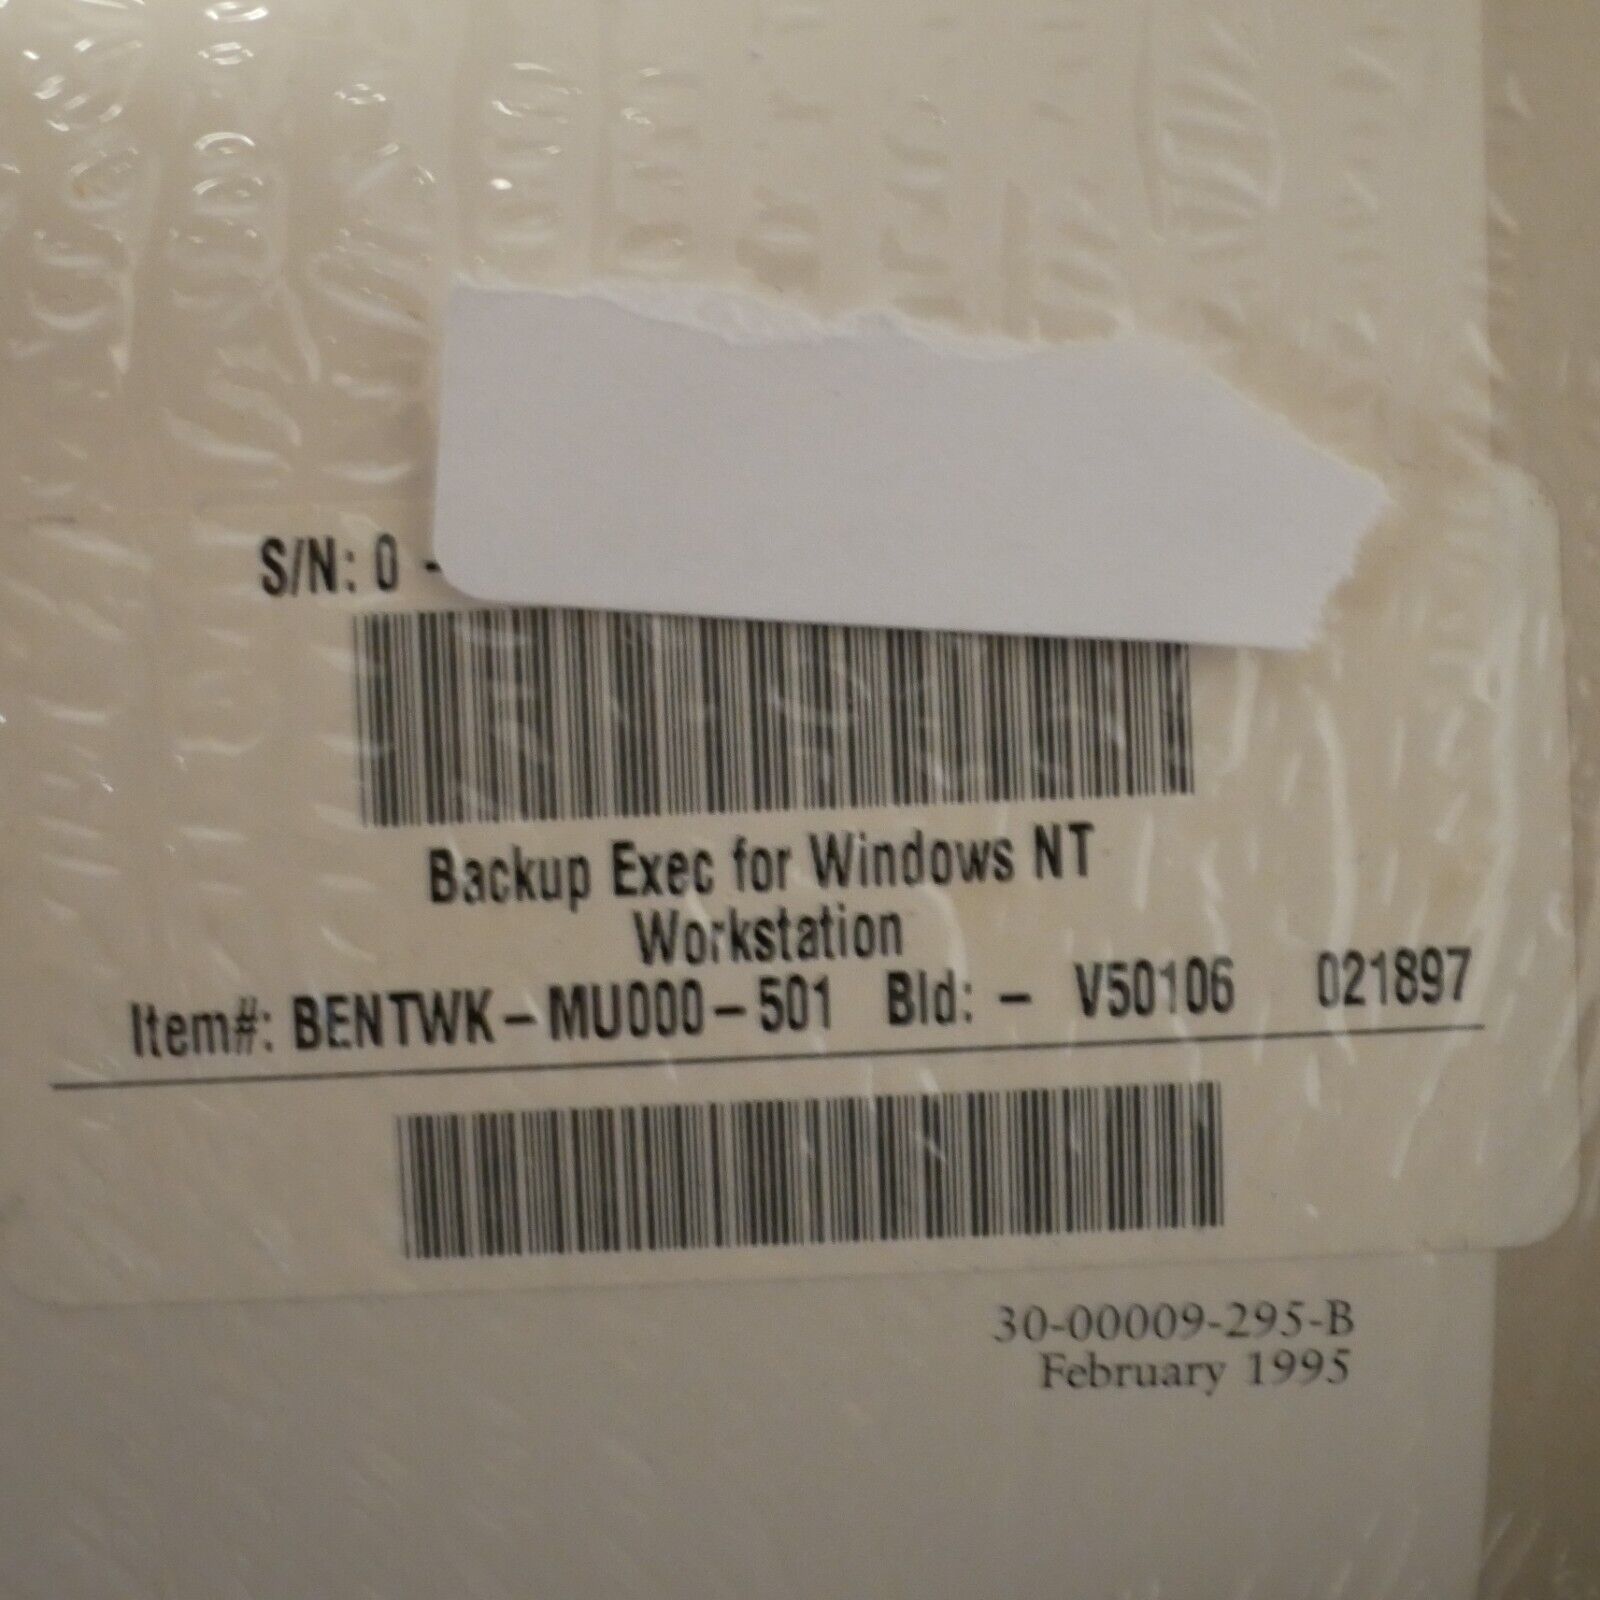 S/N: 0 -
Backup Exec for Windows NT
Workstation
Item#: BENTWK-MU000-501 Bld: - V50106 021897
30-00009-295-B
February 1995